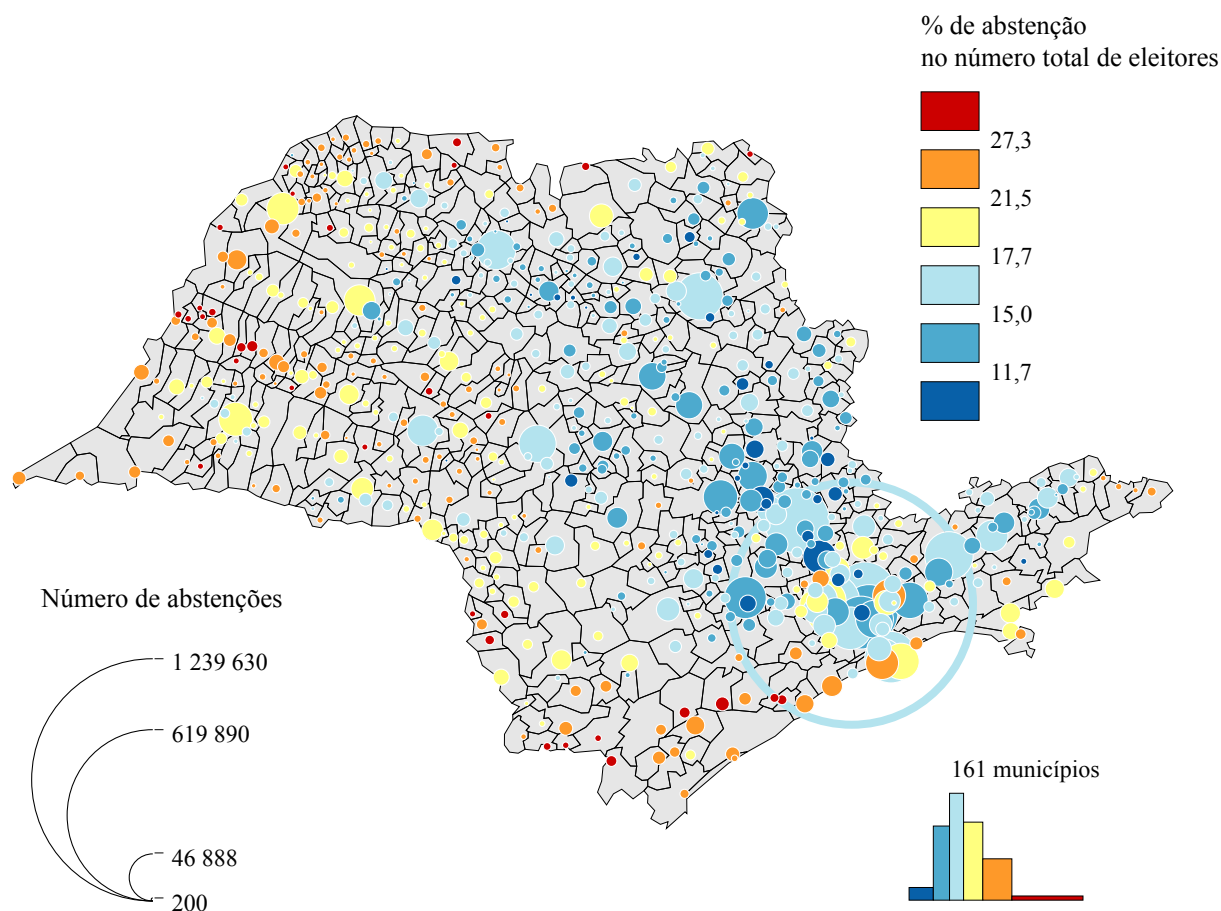 % de abstenção
no número total de eleitores
27,3
21,5
17,7
15,0
11,7
Número de abstenções
1 239 630
619 890
46 888
200
161 municípios